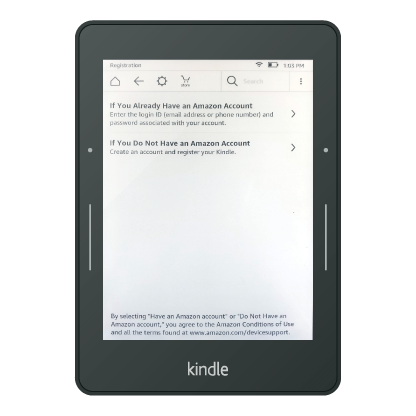 Registration
1:03 PM
store
Search
If You Already Have an Amazon Account
Enter the login ID (email address or phone number) and
password associated with your account.
If You Do Not Have an Amazon Account
Create an account and register your Kindle.
By selecting "Have an Amazon account" or "Do Not Have an
Amazon account," you agree to the Amazon Conditions of Use
and all the terms found at www.amazon.com/devicesupport.
kindle